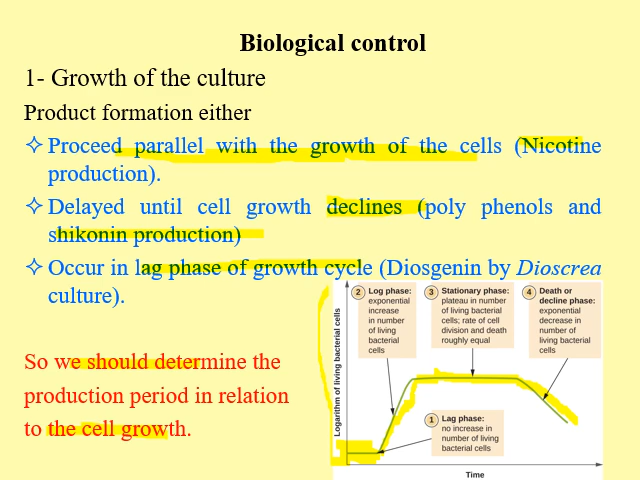 Biological control
1- Growth of the culture
Product formation either
✧ Proceed parallel with the growth of the cells (Nicotine
production).
✧ Delayed until cell growth declines (poly phenols and
shikonin production)
✧ Occur in lag phase of growth cycle (Diosgenin by Dioscrea
culture).
So we should determine the
production period in relation
to the cell growth.
Logarithm of living bacterial cells
2 Log phase:
exponential
increase
in number
of living
bacterial
cells
3 Stationary phase:
plateau in number
of living bacterial
cells; rate of cell
division and death
roughly equal
4 Death or
decline phase:
exponential
decrease in
number of
living bacterial
cells
1 Lag phase:
no increase in
number of living
bacterial cells
Time